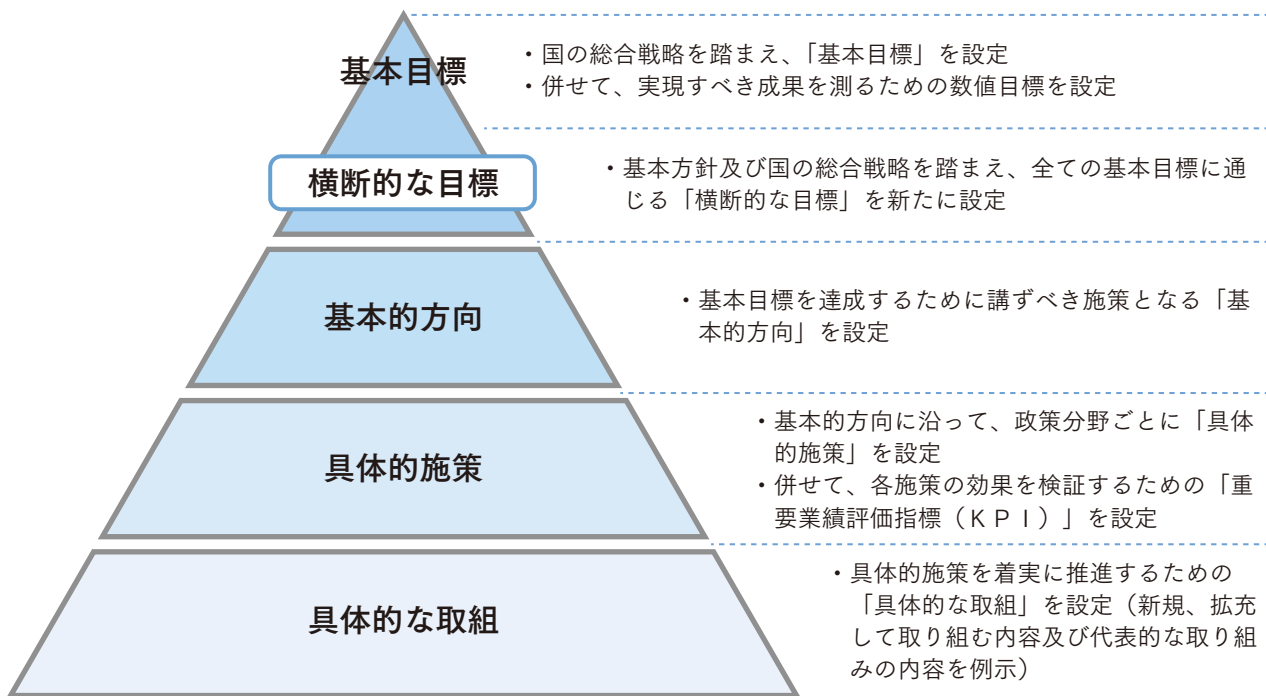 基本目標
・国の総合戦略を踏まえ、「基本目標」を設定
・併せて、実現すべき成果を測るための数値目標を設定
横断的な目標
・基本方針及び国の総合戦略を踏まえ、全ての基本目標に通
じる「横断的な目標」を新たに設定
基本的方向
・基本目標を達成するために講ずべき施策となる「基
本的方向」を設定
具体的施策
・基本的方向に沿って、政策分野ごとに「具体
的施策」を設定
・併せて、各施策の効果を検証するための「重
要業績評価指標（ＫＰＩ）」を設定
具体的な取組
・具体的施策を着実に推進するための
「具体的な取組」を設定（新規、拡充
して取り組む内容及び代表的な取り組
みの内容を例示）